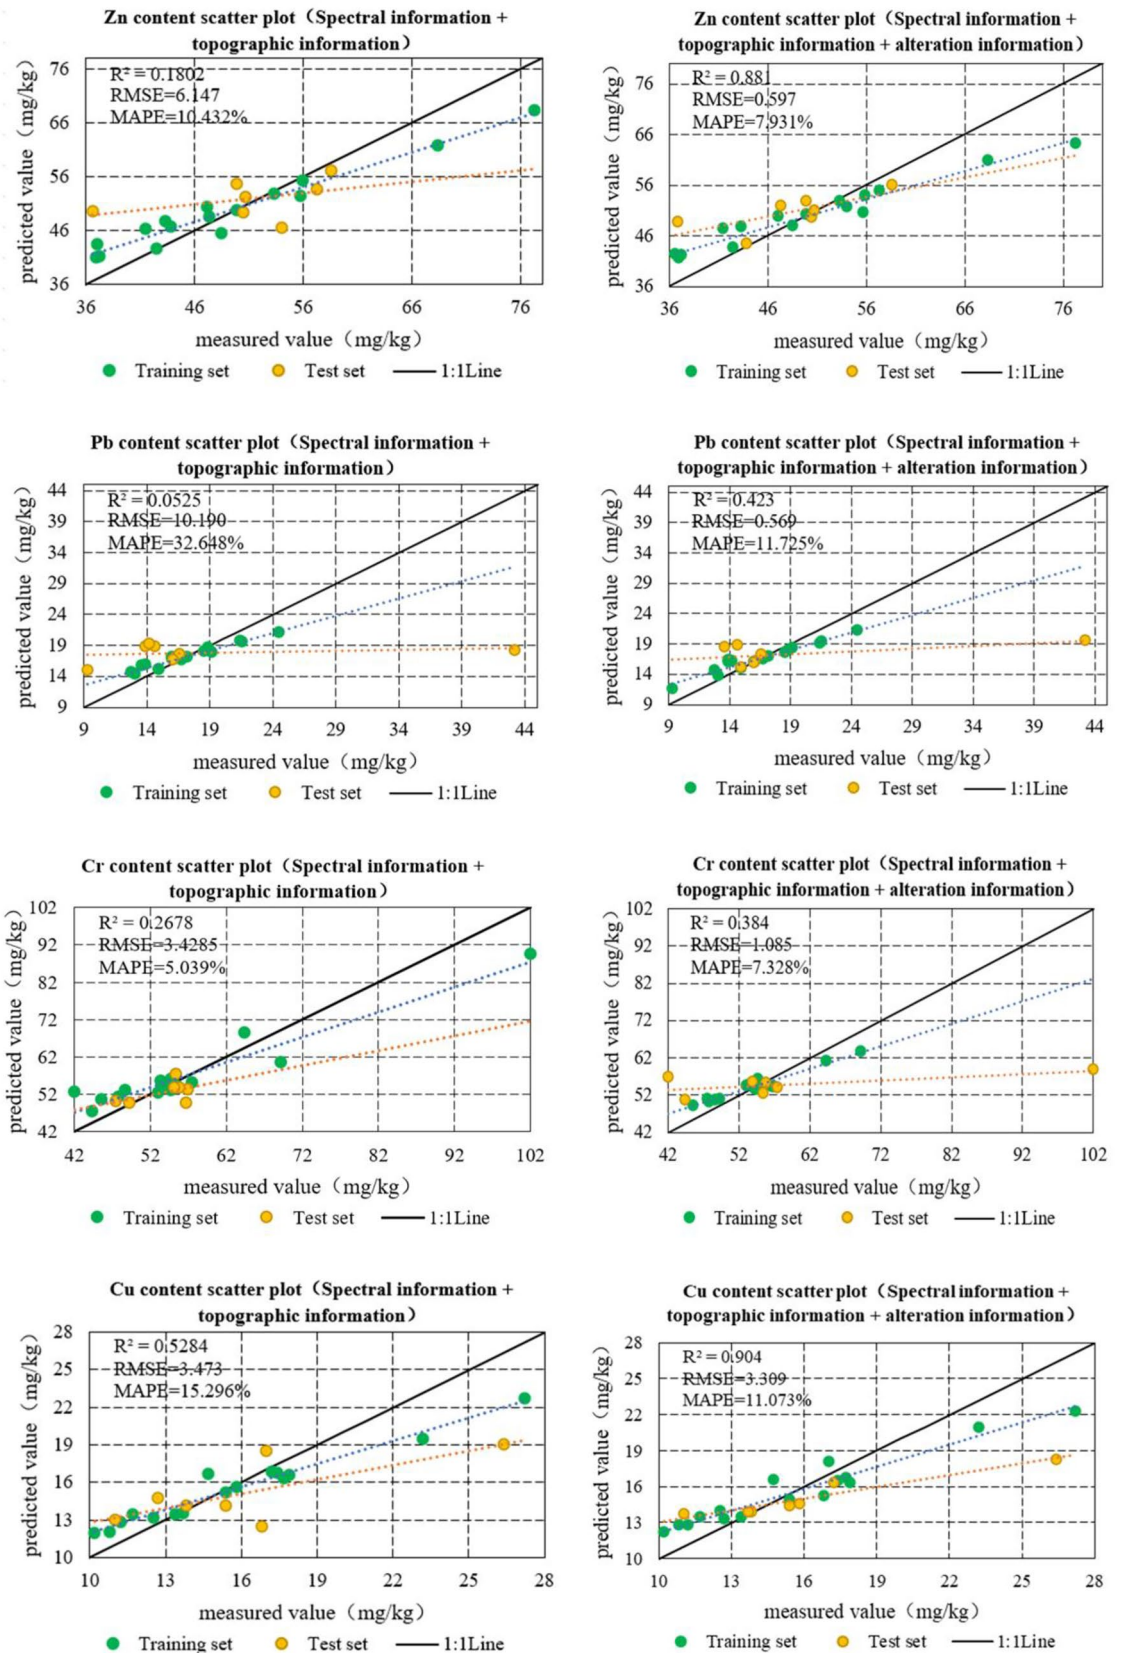 Zn content scatter plot（Spectral information +
topographic information）
R² = 0.1802
RMSE=6.147
MAPE=10.432%
predicted value（mg/kg）
76
66
56
46
36
36 46 56 66 76
measured value（mg/kg）
Training set Test set 1:1Line
Zn content scatter plot（Spectral information +
topographic information + alteration information）
R² = 0.881
RMSE=0.597
MAPE=7.931%
predicted value（mg/kg）
76
66
56
46
36
36 46 56 66 76
measured value（mg/kg）
Training set Test set 1:1Line
Pb content scatter plot（Spectral information +
topographic information）
R² = 0.0525
RMSE=10.190
MAPE=32.648%
predicted value（mg/kg）
44
39
34
29
24
19
14
9
9 14 19 24 29 34 39 44
measured value（mg/kg）
Training set Test set 1:1Line
Pb content scatter plot（Spectral information +
topographic information + alteration information）
R² = 0.423
RMSE=0.569
MAPE=11.725%
predicted value（mg/kg）
44
39
34
29
24
19
14
9
9 14 19 24 29 34 39 44
measured value（mg/kg）
Training set Test set 1:1Line
Cr content scatter plot（Spectral information +
topographic information）
R² = 0.2678
RMSE=3.4285
MAPE=5.039%
predicted value（mg/kg）
102
92
82
72
62
52
42
42 52 62 72 82 92 102
measured value（mg/kg）
Training set Test set 1:1Line
Cr content scatter plot（Spectral information +
topographic information + alteration information）
R² = 0.384
RMSE=1.085
MAPE=7.328%
predicted value（mg/kg）
102
92
82
72
62
52
42
42 52 62 72 82 92 102
measured value（mg/kg）
Training set Test set 1:1Line
Cu content scatter plot（Spectral information +
topographic information）
R² = 0.5284
RMSE=3.473
MAPE=15.296%
predicted value（mg/kg）
28
25
22
19
16
13
10
10 13 16 19 22 25 28
measured value（mg/kg）
Training set Test set 1:1Line
Cu content scatter plot（Spectral information +
topographic information + alteration information）
R² = 0.904
RMSE=3.309
MAPE=11.073%
predicted value（mg/kg）
28
25
22
19
16
13
10
10 13 16 19 22 25 28
measured value（mg/kg）
Training set Test set 1:1Line